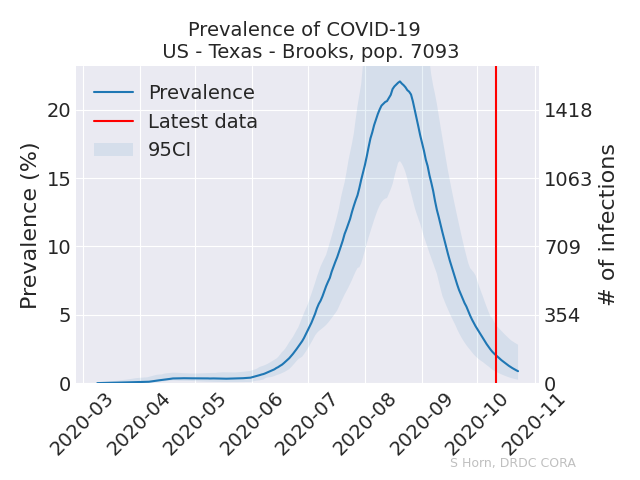 Prevalence of COVID-19
US - Texas - Brooks, pop. 7093
Prevalence
Latest data
95CI
Prevalence (%)
20
15
10
5
0
1418
1063
709
354
0
# of infections
2020-03
2020-04
2020-05
2020-06
2020-07
2020-08
2020-09
2020-10
2020-11
S Horn, DRDC CORA